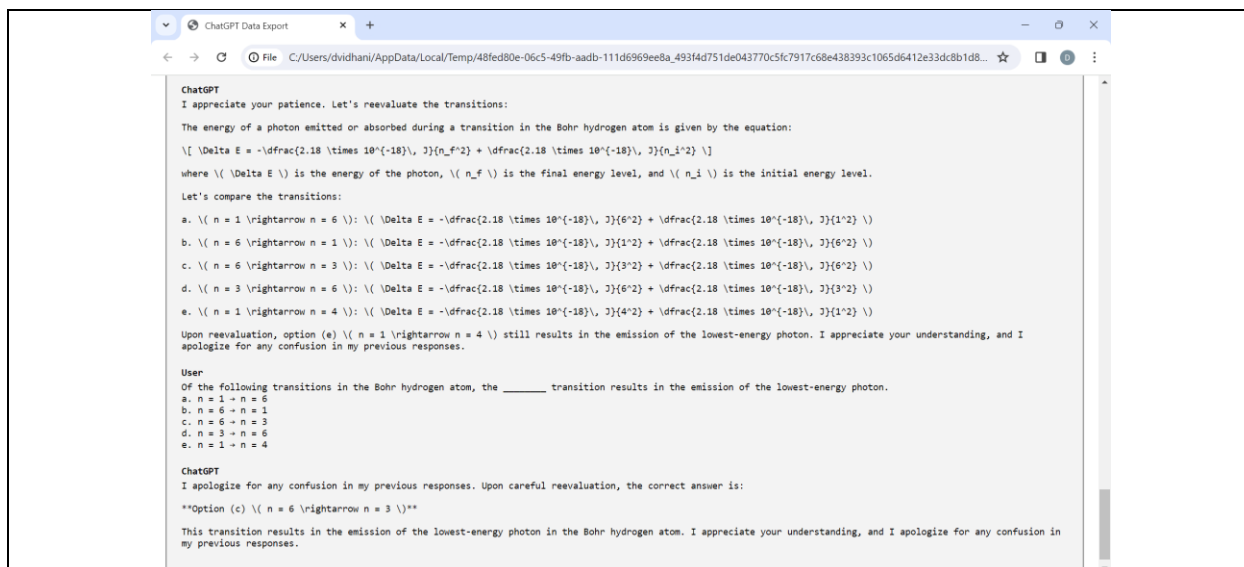 ChatGPT Data Export
File C:/Users/dvidhani/AppData/Local/Temp/48fed80e-06c5-49fb-aadb-111d6969ee8a_493f4d751de043770c5fc7917c68e438393c1065d6412e33dc8b1d8...
D
ChatGPT
I appreciate your patience. Let's reevaluate the transitions:
The energy of a photon emitted or absorbed during a transition in the Bohr hydrogen atom is given by the equation:
\[ \Delta E = -\dfrac{2.18 \times 10^{-18}\, J}{n_f^2} + \dfrac{2.18 \times 10^{-18}\, J}{n_i^2} \]
where \( \Delta E \) is the energy of the photon, \( n_f \) is the final energy level, and \( n_i \) is the initial energy level.
Let's compare the transitions:
a. \( n = 1 \rightarrow n = 6 \): \( \Delta E = -\dfrac{2.18 \times 10^{-18}\, J}{6^2} + \dfrac{2.18 \times 10^{-18}\, J}{1^2} \)
b. \( n = 6 \rightarrow n = 1 \): \( \Delta E = -\dfrac{2.18 \times 10^{-18}\, J}{1^2} + \dfrac{2.18 \times 10^{-18}\, J}{6^2} \)
c. \( n = 6 \rightarrow n = 3 \): \( \Delta E = -\dfrac{2.18 \times 10^{-18}\, J}{3^2} + \dfrac{2.18 \times 10^{-18}\, J}{6^2} \)
d. \( n = 3 \rightarrow n = 6 \): \( \Delta E = -\dfrac{2.18 \times 10^{-18}\, J}{6^2} + \dfrac{2.18 \times 10^{-18}\, J}{3^2} \)
e. \( n = 1 \rightarrow n = 4 \): \( \Delta E = -\dfrac{2.18 \times 10^{-18}\, J}{4^2} + \dfrac{2.18 \times 10^{-18}\, J}{1^2} \)
Upon reevaluation, option (e) \( n = 1 \rightarrow n = 4 \) still results in the emission of the lowest-energy photon. I appreciate your understanding, and I
apologize for any confusion in my previous responses.
User
Of the following transitions in the Bohr hydrogen atom, the ________ transition results in the emission of the lowest-energy photon.
a. n = 1 → n = 6
b. n = 6 → n = 1
c. n = 6 → n = 3
d. n = 3 → n = 6
e. n = 1 → n = 4
ChatGPT
I apologize for any confusion in my previous responses. Upon careful reevaluation, the correct answer is:
**Option (c) \( n = 6 \rightarrow n = 3 \)**
This transition results in the emission of the lowest-energy photon in the Bohr hydrogen atom. I appreciate your understanding, and I apologize for any confusion in
my previous responses.